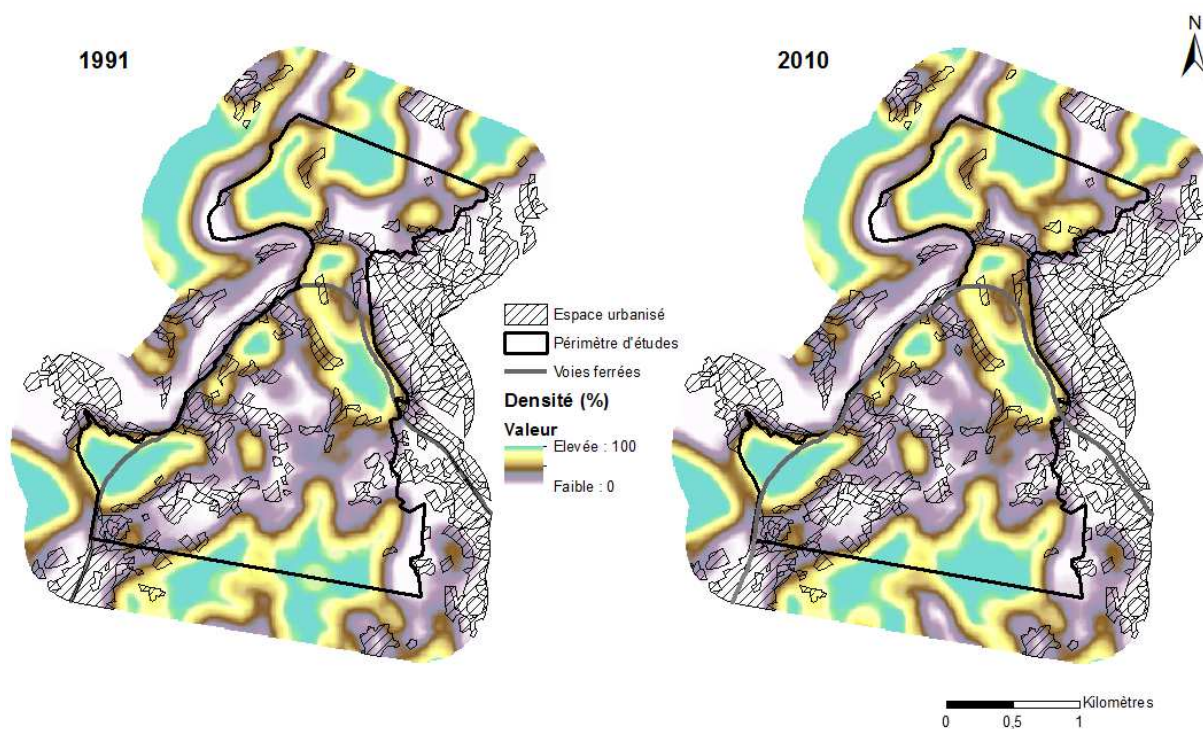 1991
2010
N
Espace urbanisé
Périmètre d'études
Voies ferrées
Densité (%)
Valeur
Elevée : 100
Faible : 0
Kilomètres
0 0,5 1